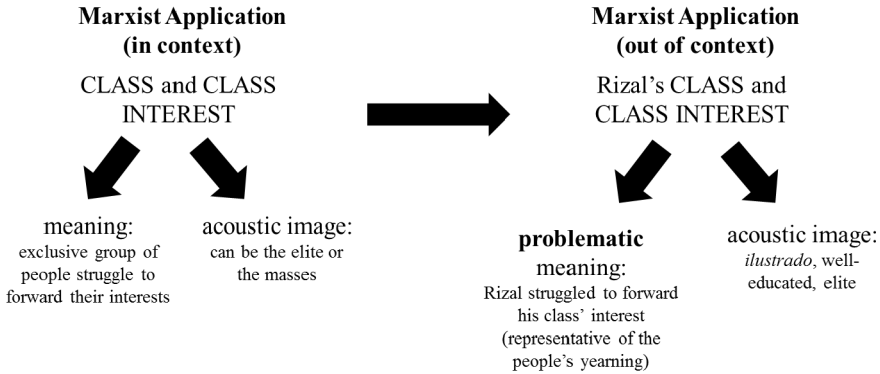 Marxist Application
(in context)
CLASS and CLASS
INTEREST
meaning:
exclusive group of
people struggle to
forward their interests
acoustic image:
can be the elite or
the masses
Marxist Application
(out of context)
Rizal's CLASS and
CLASS INTEREST
problematic
meaning:
Rizal struggled to forward
his class' interest
(representative of the
people's yearning)
acoustic image:
ilustrado, well-
educated, elite